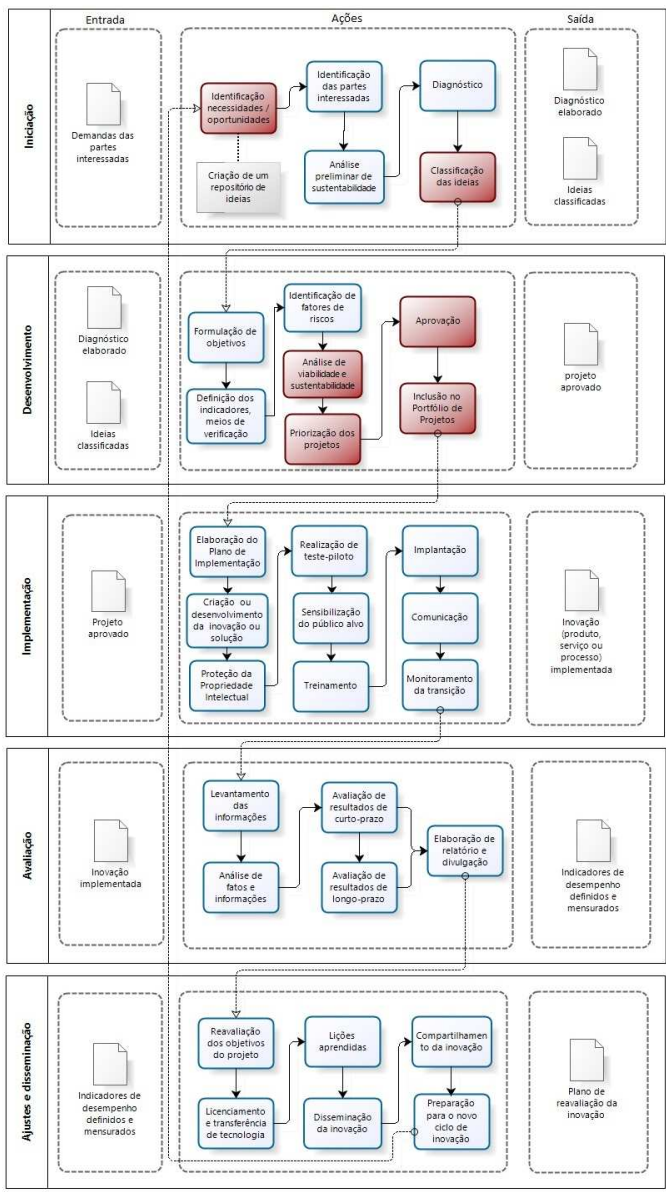 Entrada
Ações
Saída
Iniciação
Demandas das
partes
interessadas
Identificação
necessidades /
oportunidades
Criação de um
repositório de
ideias
Identificação
das partes
interessadas
Análise
preliminar de
sustentabilidade
Diagnóstico
Classificação
das ideias
Diagnóstico
elaborado
Ideias
classificadas
Desenvolvimento
Diagnóstico
elaborado
Ideias
classificadas
Formulação de
objetivos
Definição dos
indicadores,
meios de
verificação
Identificação de
fatores de
riscos
Análise de
viabilidade e
sustentabilidade
Priorização dos
projetos
Aprovação
Inclusão no
Portfólio de
Projetos
projeto
aprovado
Implementação
Projeto
aprovado
Elaboração do
Plano de
Implementação
Criação ou
desenvolvimento
da inovação ou
solução
Proteção da
Propriedade
Intelectual
Realização de
teste-piloto
Sensibilização
do público alvo
Treinamento
Implantação
Comunicação
Monitoramento
da transição
Inovação
(produto,
serviço ou
processo)
implementada
Avaliação
Inovação
implementada
Levantamento
das
informações
Análise de
fatos e
informações
Avaliação de
resultados de
curto-prazo
Avaliação de
resultados de
longo-prazo
Elaboração de
relatório e
divulgação
Indicadores de
desempenho
definidos e
mensurados
Ajustes e disseminação
Indicadores de
desempenho
definidos e
mensurados
Reavaliação
dos objetivos
do projeto
Licenciamento
e transferência
de tecnologia
Lições
aprendidas
Disseminação
da inovação
Compartilhamen
to da inovação
Preparação
para o novo
ciclo de
inovação
Plano de
reavaliação da
inovação